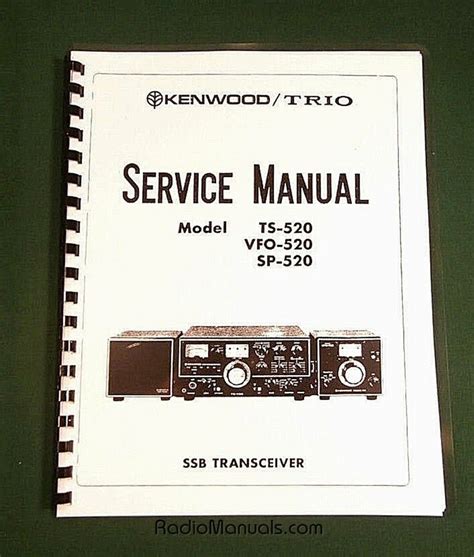 KENWOOD/TRIO
SERVICE MANUAL
Model TS-520
VFO-520
SP-520
SSB TRANSCEIVER
RadioManuals.com